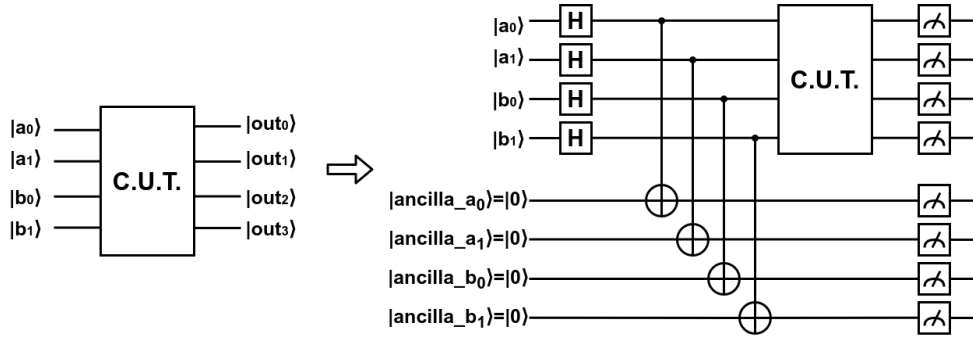 |a₀⟩
|a₁⟩
|b₀⟩
|b₁⟩
C.U.T.
|out₀⟩
|out₁⟩
|out₂⟩
|out₃⟩
|a₀⟩ H
|a₁⟩ H
|b₀⟩ H
|b₁⟩ H
C.U.T.
|ancilla_a₀⟩=|0⟩
|ancilla_a₁⟩=|0⟩
|ancilla_b₀⟩=|0⟩
|ancilla_b₁⟩=|0⟩